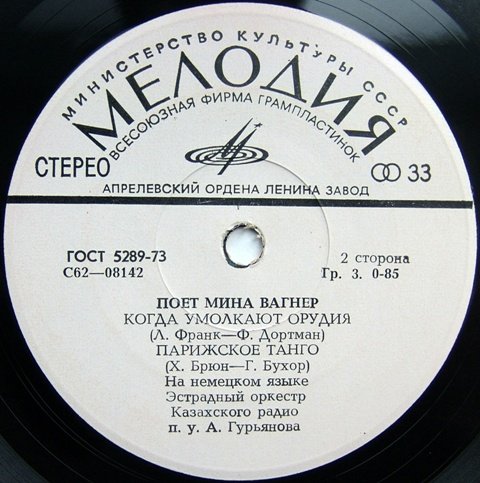 МИНИСТЕРСТВО КУЛЬТУРЫ СССР
МЕЛОДИЯ
ВСЕСОЮЗНАЯ ФИРМА ГРАМПЛАСТИНОК
СТЕРЕО
33
АПРЕЛЕВСКИЙ ОРДЕНА ЛЕНИНА ЗАВОД
ГОСТ 5289-73
2 сторона
С62—08142
Гр. 3. 0-85
ПОЕТ МИНА ВАГНЕР
КОГДА УМОЛКАЮТ ОРУДИЯ
(Л. Франк—Ф. Дортман)
ПАРИЖСКОЕ ТАНГО
(Х. Брюн—Г. Бухор)
На немецком языке
Эстрадный оркестр
Казахского радио
п. у. А. Гурьянова